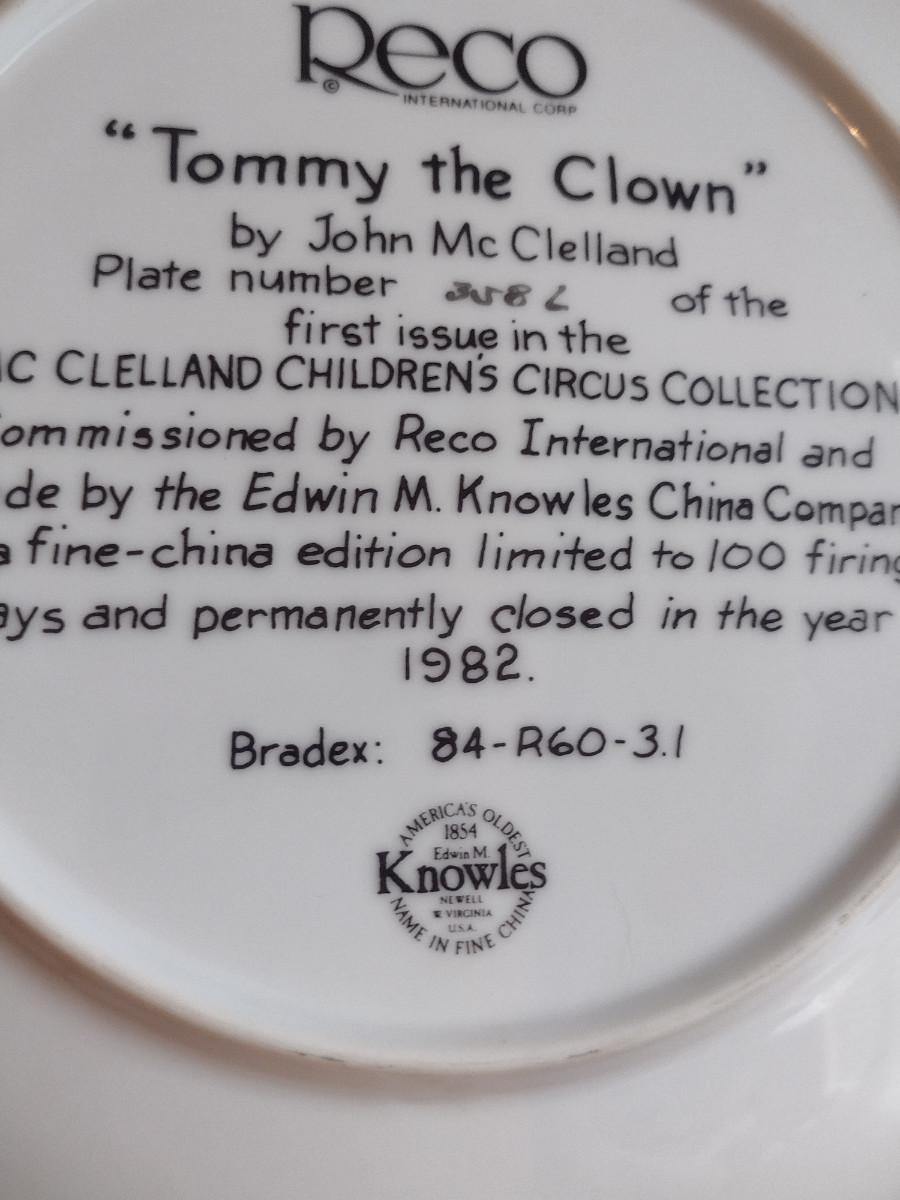 Reco
© INTERNATIONAL CORP
"Tommy the Clown"
by John McClelland
Plate number of the
first issue in the
C CLELLAND CHILDREN'S CIRCUS COLLECTION
ommissioned by Reco International and
de by the Edwin M. Knowles China Compan
a fine-china edition limited to 100 firing
ays and permanently closed in the year
1982.
Bradex: 84-R60-3.1
AMERICA'S OLDEST
1854
Edwin M.
Knowles
NEWELL
W VIRGINIA
U.S.A.
NAME IN FINE CHINA